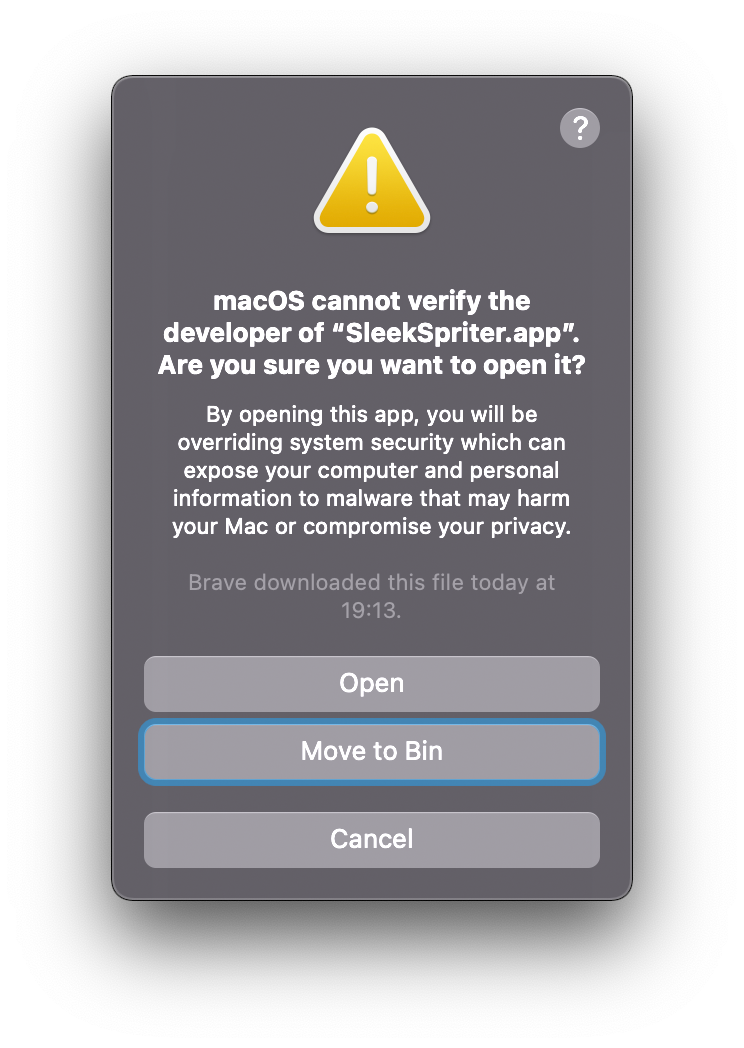 ?
macOS cannot verify the
developer of “SleekSpriter.app”.
Are you sure you want to open it?
By opening this app, you will be
overriding system security which can
expose your computer and personal
information to malware that may harm
your Mac or compromise your privacy.
Brave downloaded this file today at
19:13.
Open
Move to Bin
Cancel